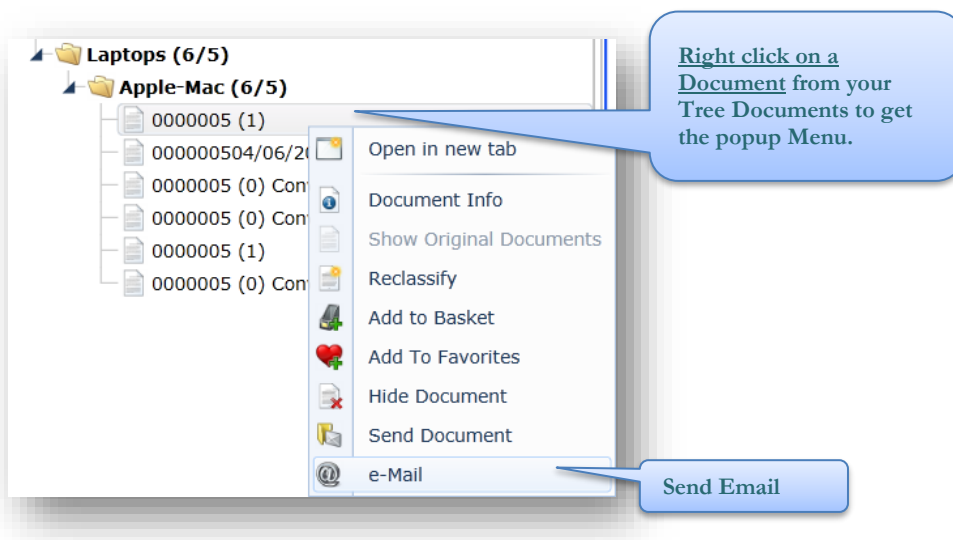 Laptops (6/5)
Apple-Mac (6/5)
0000005 (1)
000000504/06/20
0000005 (0) Con
0000005 (0) Con
0000005 (1)
0000005 (0) Con
Open in new tab
Document Info
Show Original Documents
Reclassify
Add to Basket
Add To Favorites
Hide Document
Send Document
e-Mail
Right click on a
Document from your
Tree Documents to get
the popup Menu.
Send Email